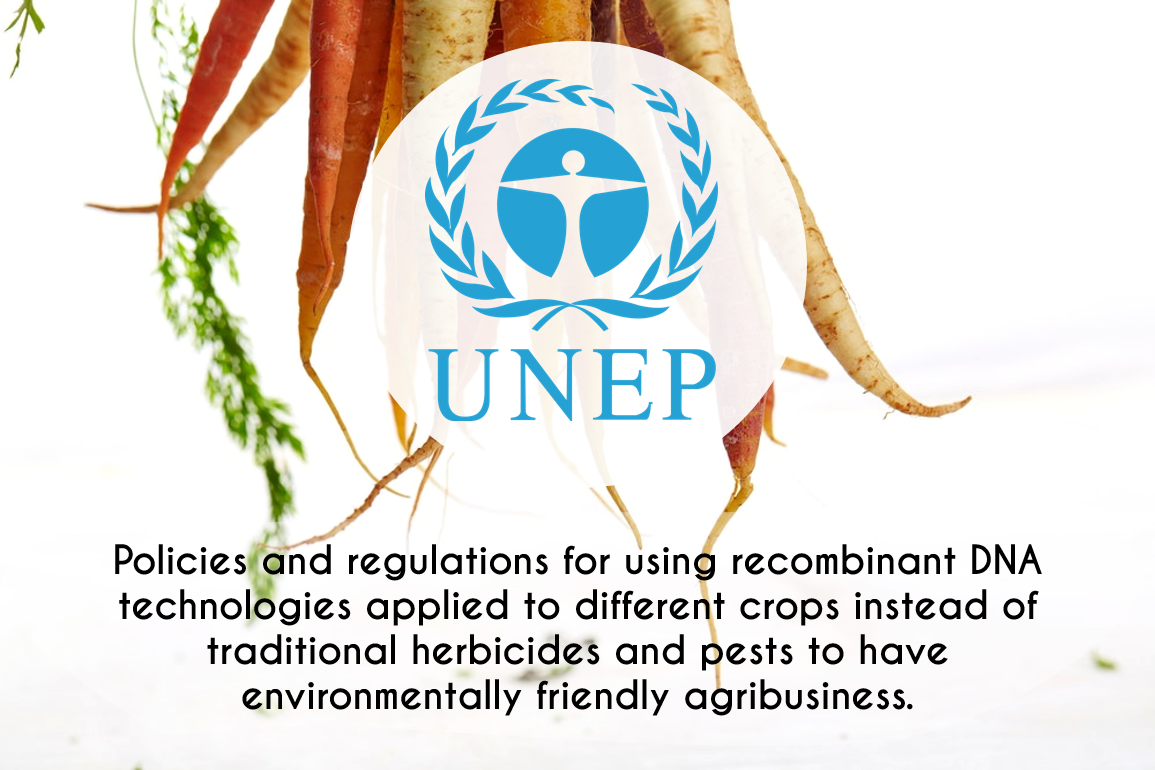 UNEP
Policies and regulations for using recombinant DNA
technologies applied to different crops instead of
traditional herbicides and pests to have
environmentally friendly agribusiness.